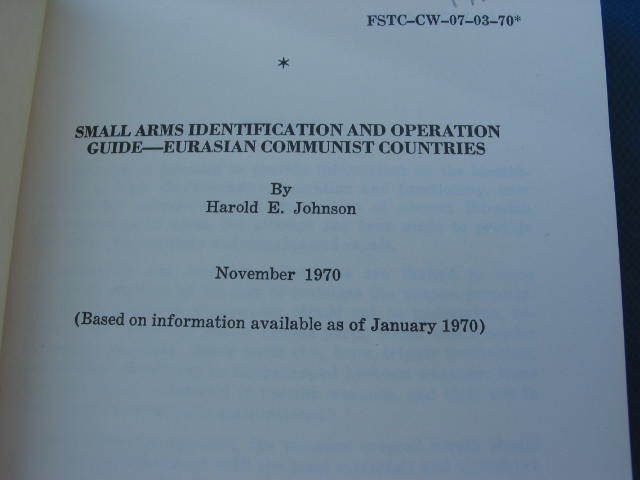 FSTC-CW-07-03-70*
*
SMALL ARMS IDENTIFICATION AND OPERATION
GUIDE—EURASIAN COMMUNIST COUNTRIES
By
Harold E. Johnson
November 1970
(Based on information available as of January 1970)